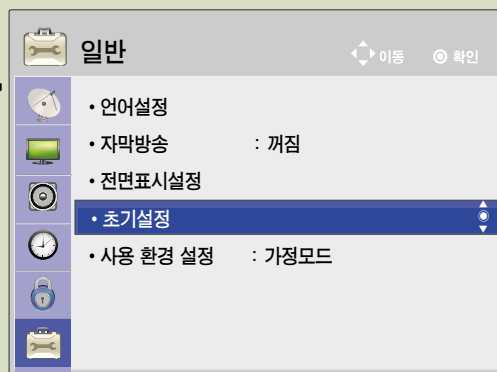 일반 이동 확인
• 언어설정
• 자막방송 : 꺼짐
• 전면표시설정
• 초기설정
• 사용 환경 설정 : 가정모드